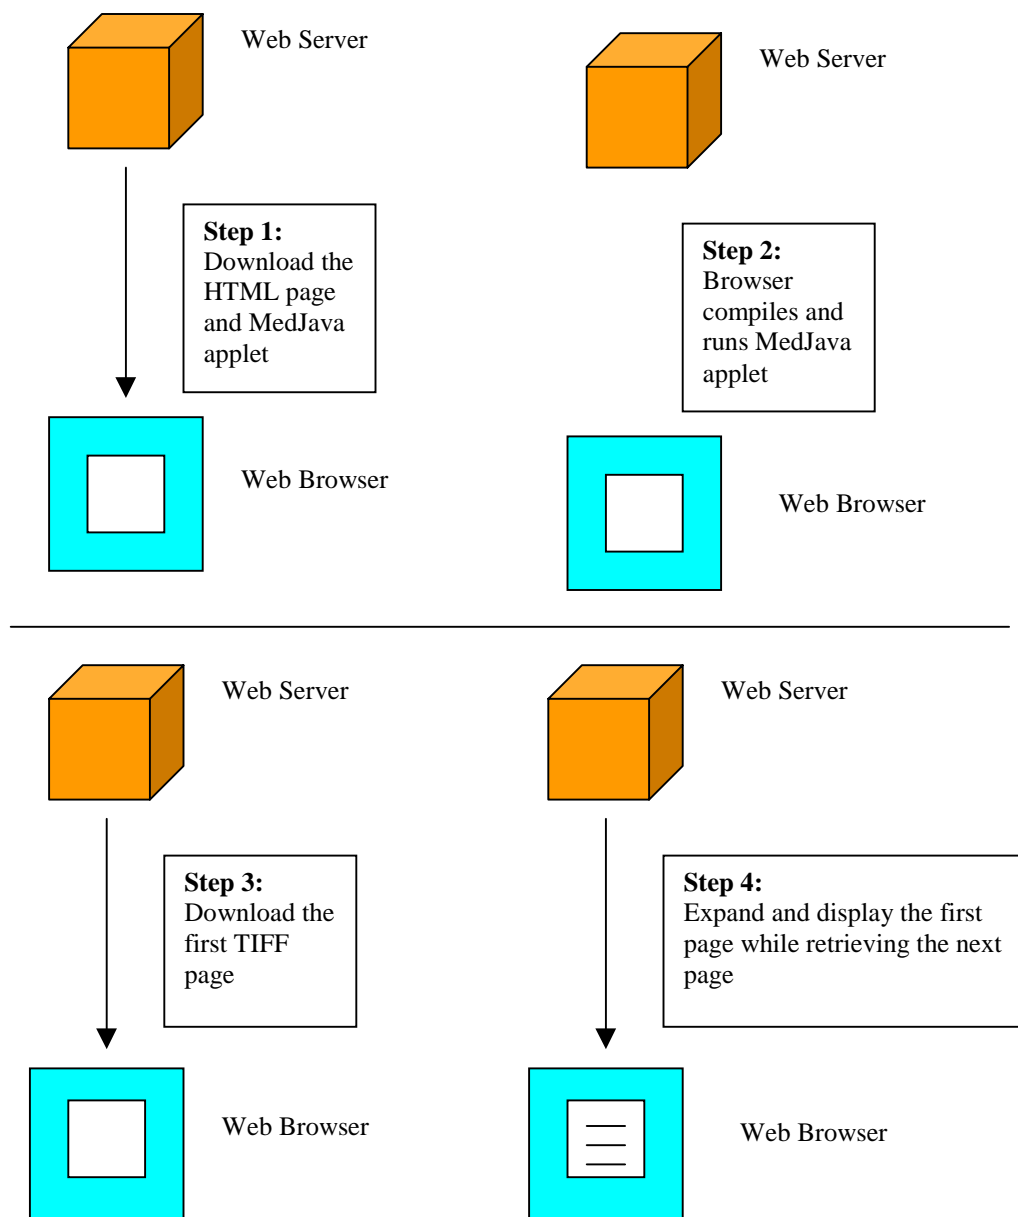 Web Server
Step 1:
Download the
HTML page
and MedJava
applet
Web Browser
Web Server
Step 2:
Browser
compiles and
runs MedJava
applet
Web Browser
Web Server
Step 3:
Download the
first TIFF
page
Web Browser
Web Server
Step 4:
Expand and display the first
page while retrieving the next
page
Web Browser